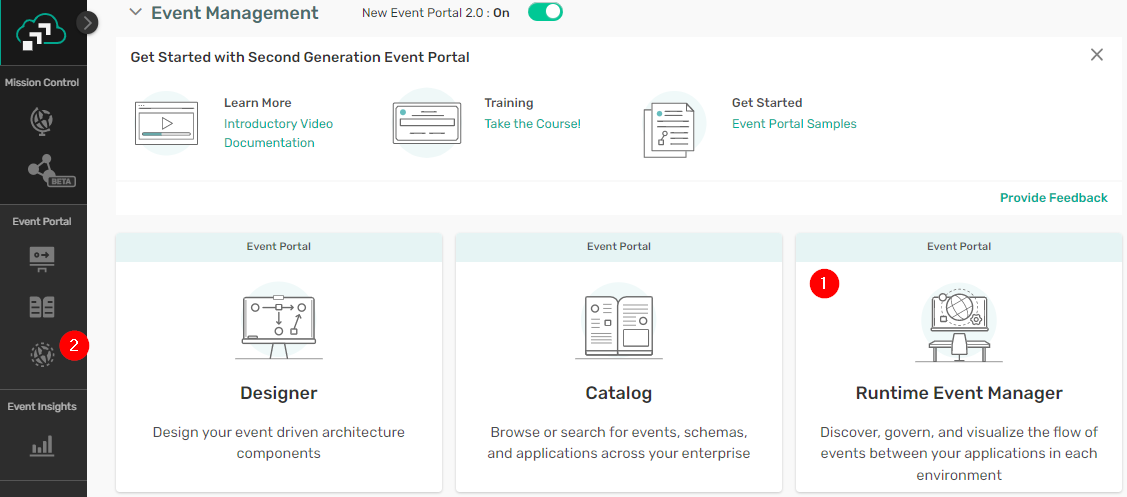 Event Management
New Event Portal 2.0 : On
Get Started with Second Generation Event Portal
Learn More
Introductory Video
Documentation
Training
Take the Course!
Get Started
Event Portal Samples
Provide Feedback
Mission Control
BETA
Event Portal
2
Event Insights
Event Portal
Designer
Design your event driven architecture
components
Event Portal
Catalog
Browse or search for events, schemas,
and applications across your enterprise
Event Portal
1
Runtime Event Manager
Discover, govern, and visualize the flow of
events between your applications in each
environment